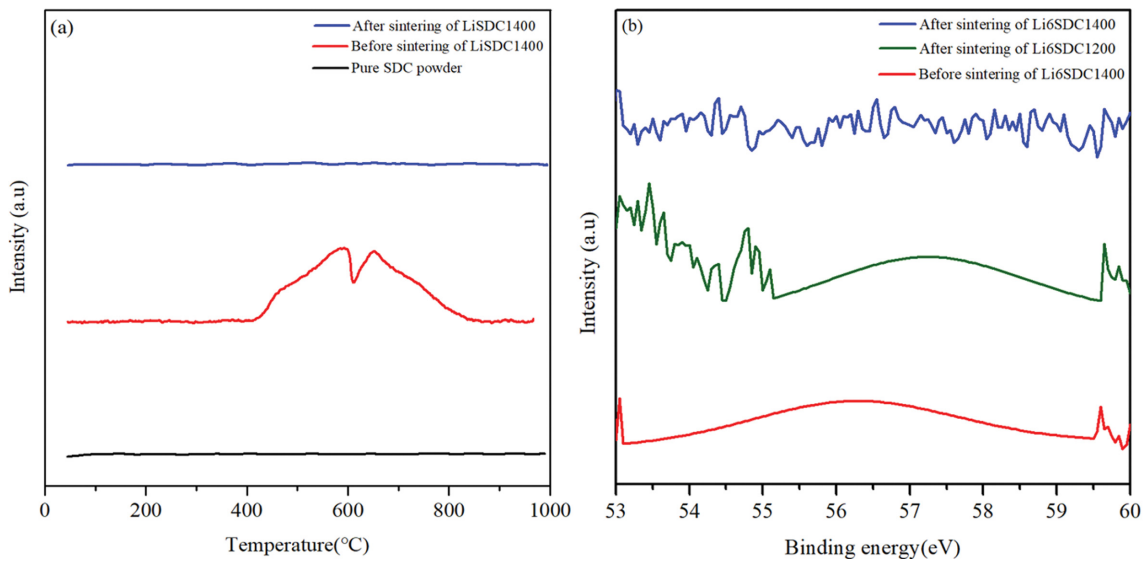 (a)
After sintering of LiSDC1400
Before sintering of LiSDC1400
Pure SDC powder
Intensity (a.u)
0 200 400 600 800 1000
Temperature(°C)
(b)
After sintering of Li6SDC1400
After sintering of Li6SDC1200
Before sintering of Li6SDC1400
Intensity (a.u)
53 54 55 56 57 58 59 60
Binding energy(eV)